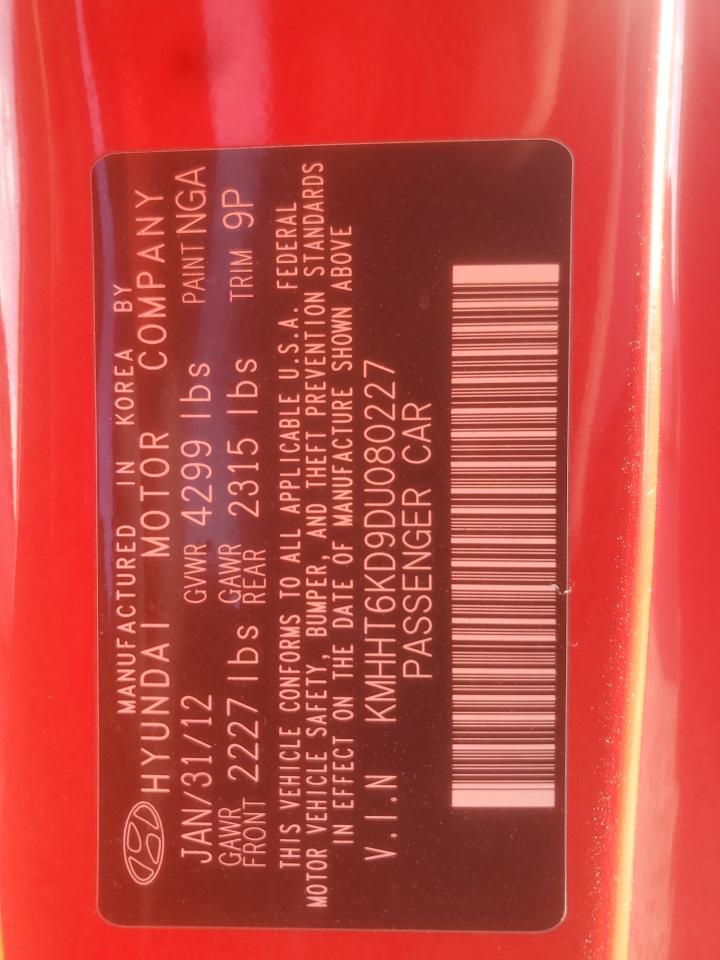 MANUFACTURED IN KOREA BY
HYUNDAI MOTOR COMPANY
JAN/31/12 GVWR 4299 lbs PAINT NGA
GAWR FRONT 2227 lbs GAWR REAR 2315 lbs TRIM 9P
THIS VEHICLE CONFORMS TO ALL APPLICABLE U.S.A. FEDERAL
MOTOR VEHICLE SAFETY, BUMPER, AND THEFT PREVENTION STANDARDS
IN EFFECT ON THE DATE OF MANUFACTURE SHOWN ABOVE
V.I.N KMHHT6KD9DU080227
PASSENGER CAR